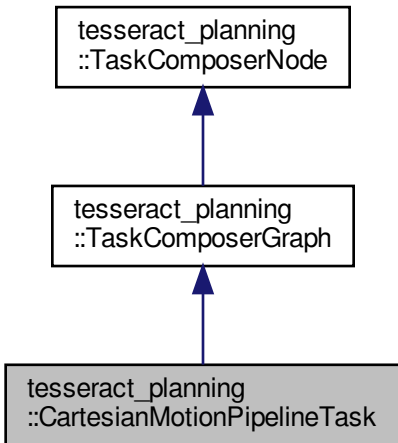 tesseract_planning
::TaskComposerNode
tesseract_planning
::TaskComposerGraph
tesseract_planning
::CartesianMotionPipelineTask